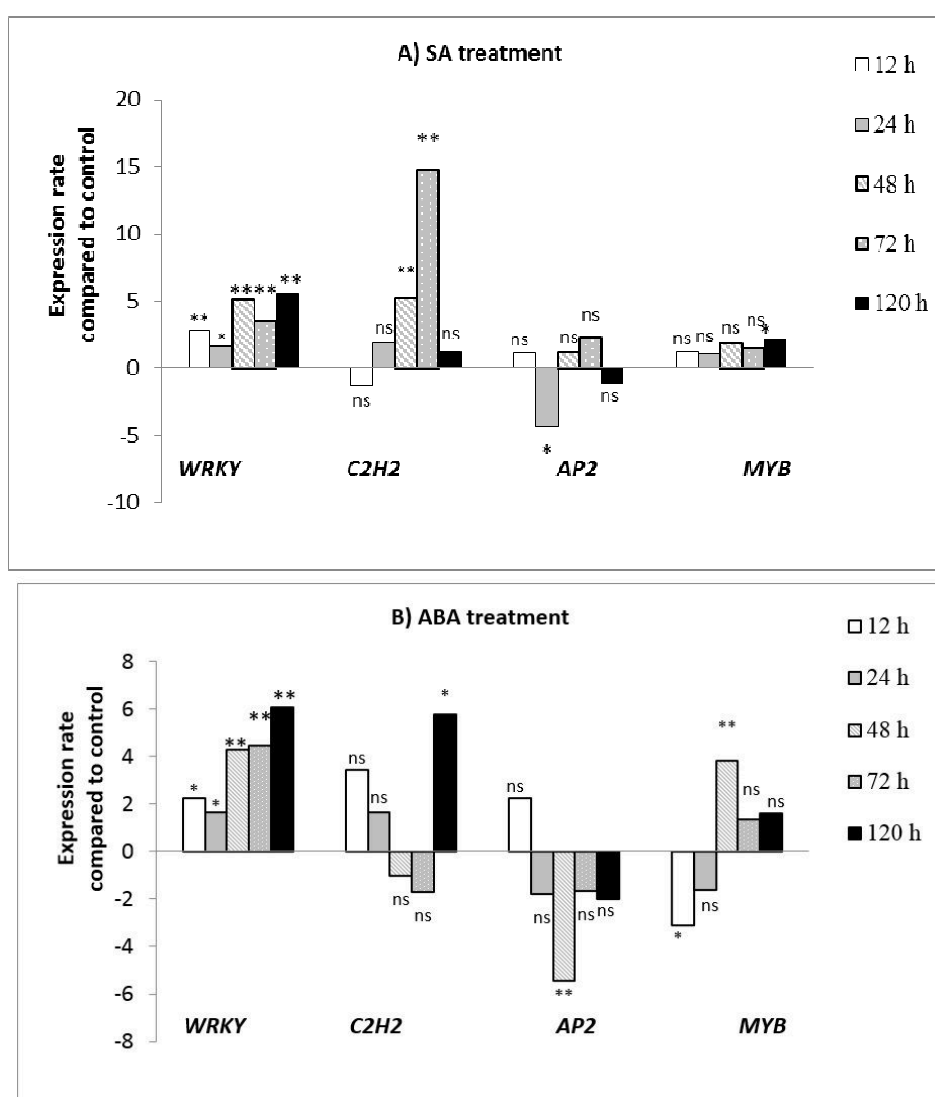 A) SA treatment
Expression rate
compared to control
20
15
10
5
0
-5
-10
** * ** ** **
ns ns ** ** ns
ns * ns ns ns
ns ns ns ns *
WRKY C2H2 AP2 MYB
12 h
24 h
48 h
72 h
120 h
B) ABA treatment
Expression rate
compared to control
8
6
4
2
0
-2
-4
-6
-8
* * ** ** **
ns ns ns ns *
ns ns ** ns ns
* ns ** ns ns
WRKY C2H2 AP2 MYB
12 h
24 h
48 h
72 h
120 h